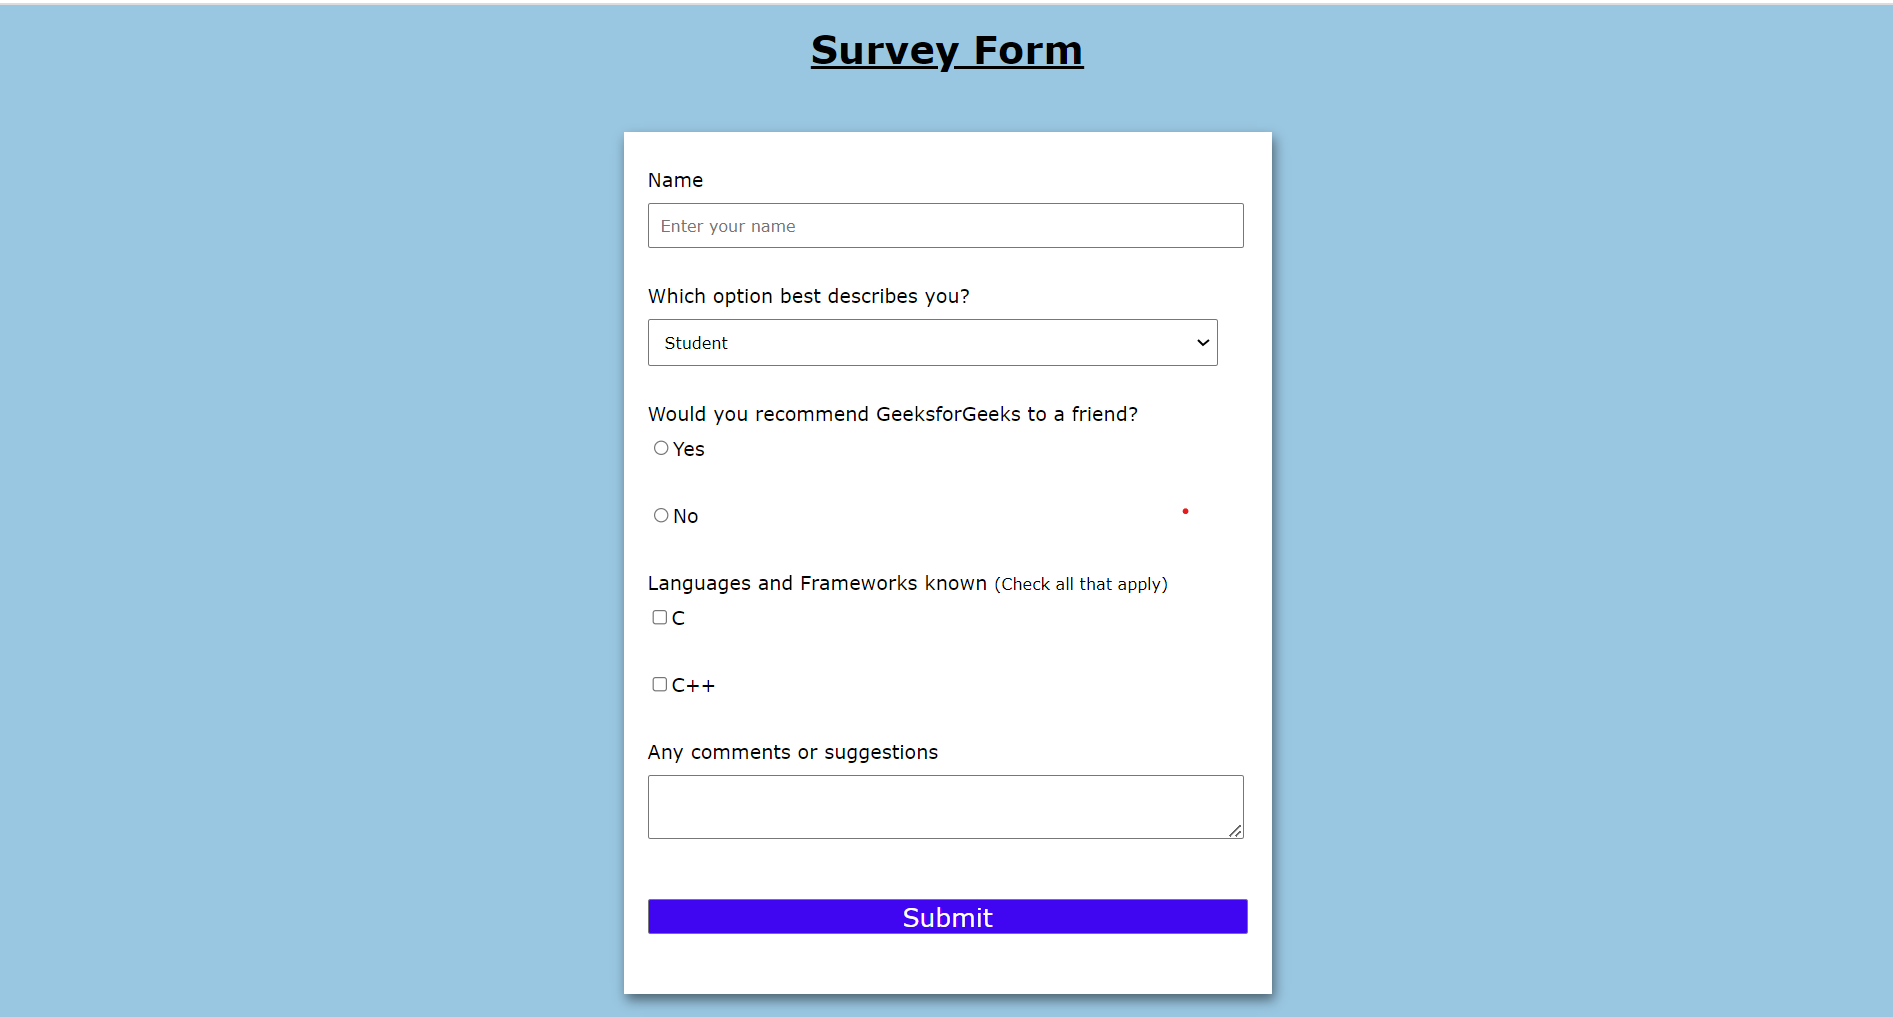 Survey Form
Name
Enter your name
Which option best describes you?
Student
Would you recommend GeeksforGeeks to a friend?
Yes
No
Languages and Frameworks known (Check all that apply)
C
C++
Any comments or suggestions
Submit